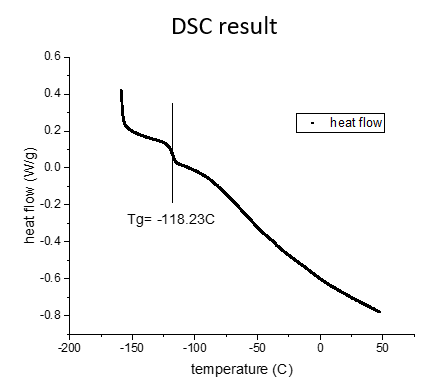 DSC result
0.6
0.4
0.2
0.0
-0.2
-0.4
-0.6
-0.8
heat flow (W/g)
heat flow
Tg= -118.23C
-200
-150
-100
-50
0
50
temperature (C)